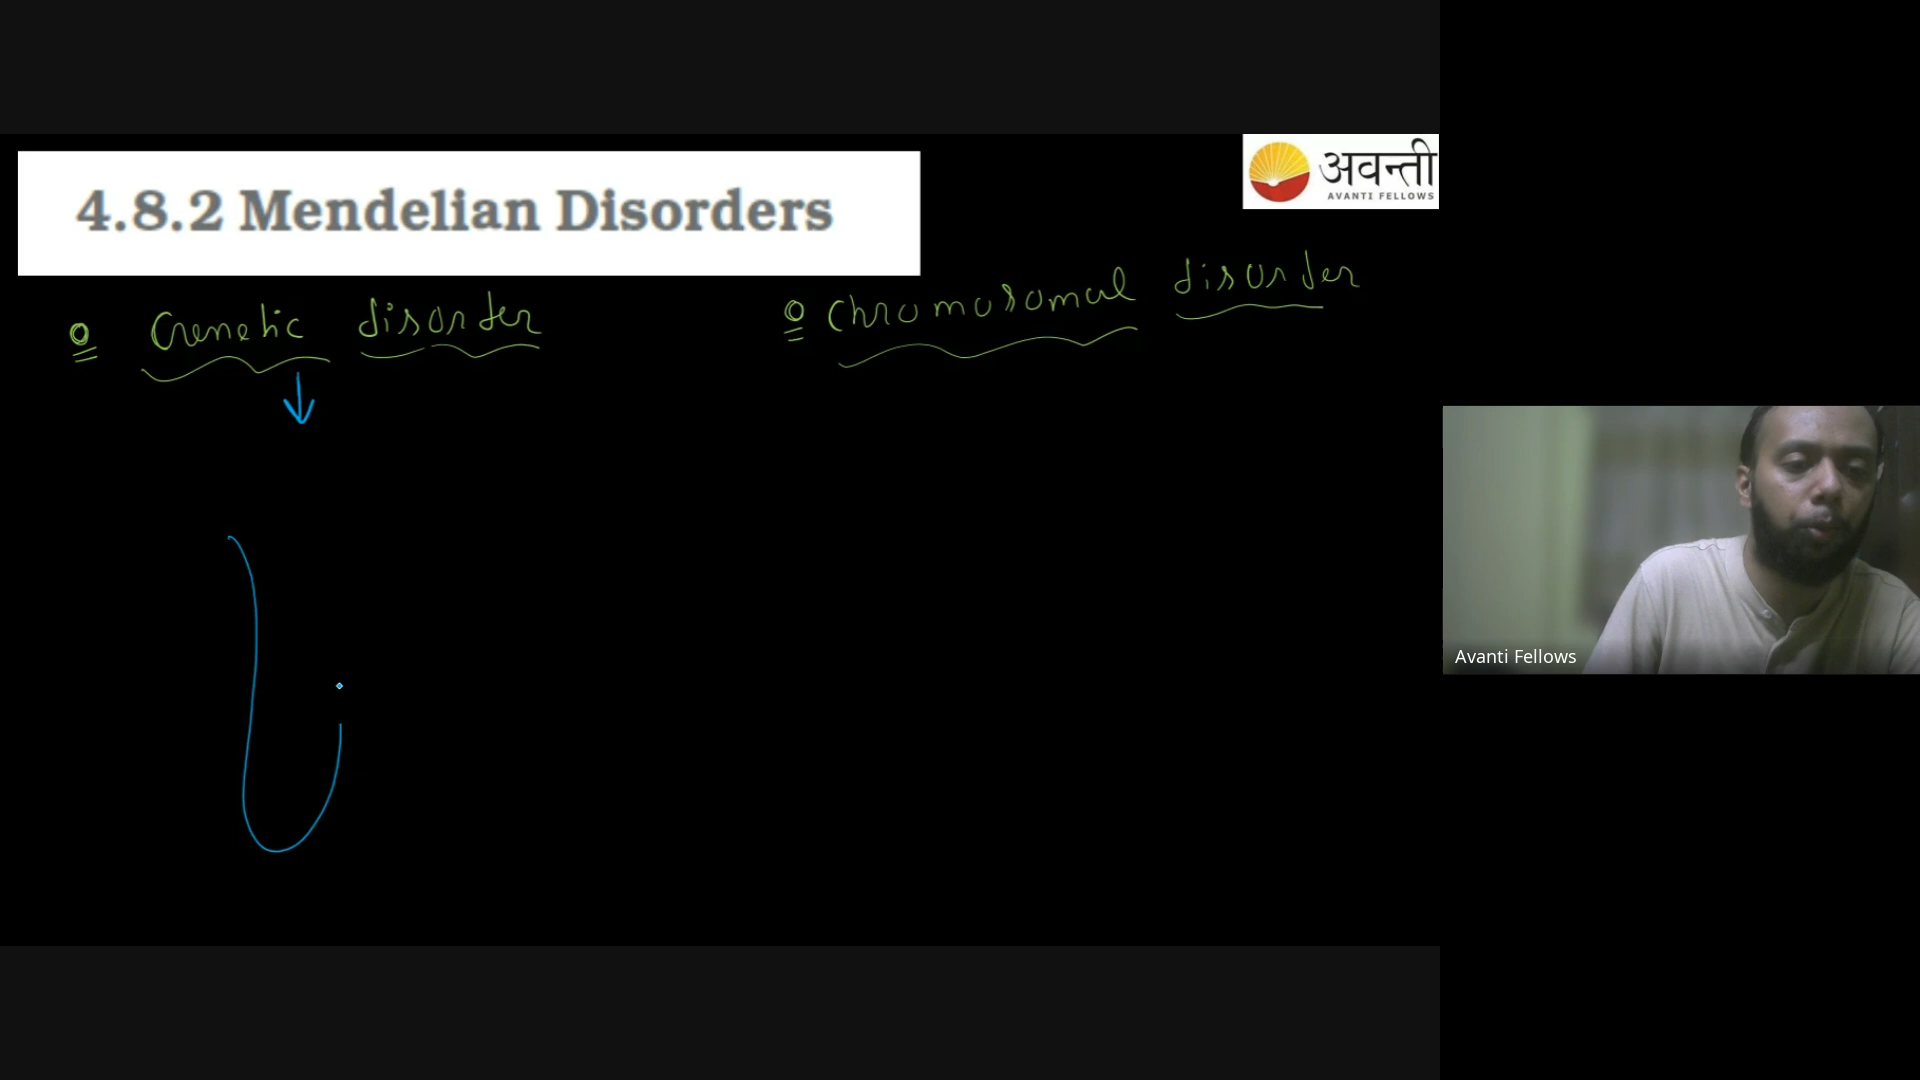 4.8.2 Mendelian Disorders
अवन्ती
AVANTI FELLOWS
Genetic disorder
Chromosomal disorder
Avanti Fellows